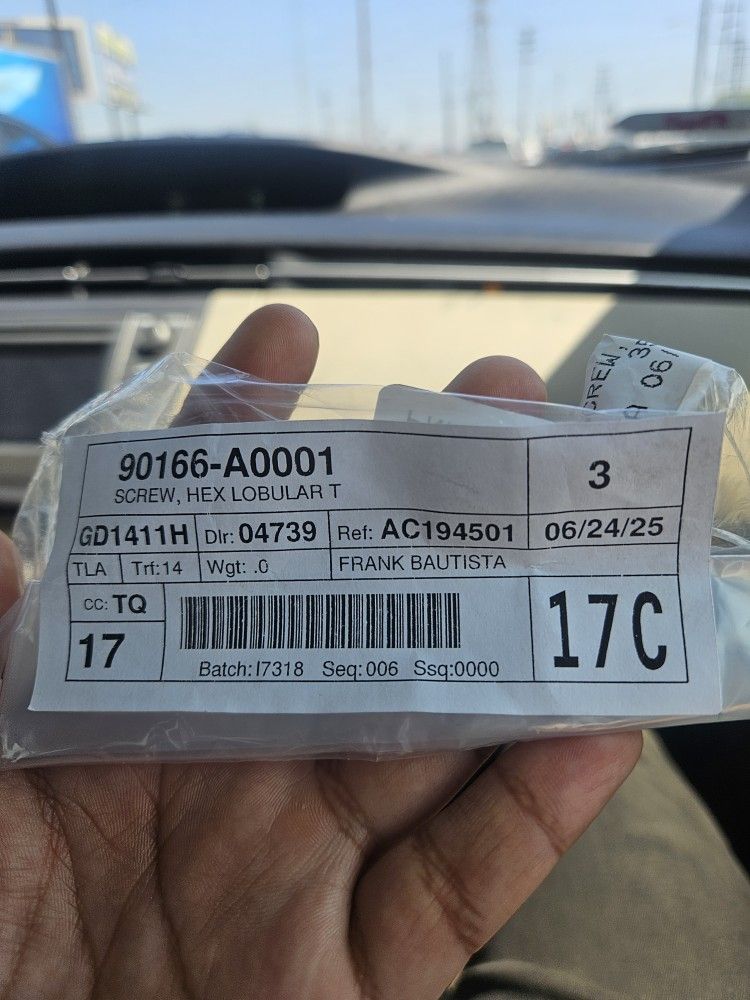 90166-A0001
SCREW, HEX LOBULAR T
3
GD1411H
Dlr: 04739
Ref: AC194501
06/24/25
TLA
Trf:14
Wgt: .0
FRANK BAUTISTA
CC: TQ
17
17C
Batch:I7318 Seq:006 Ssq:0000